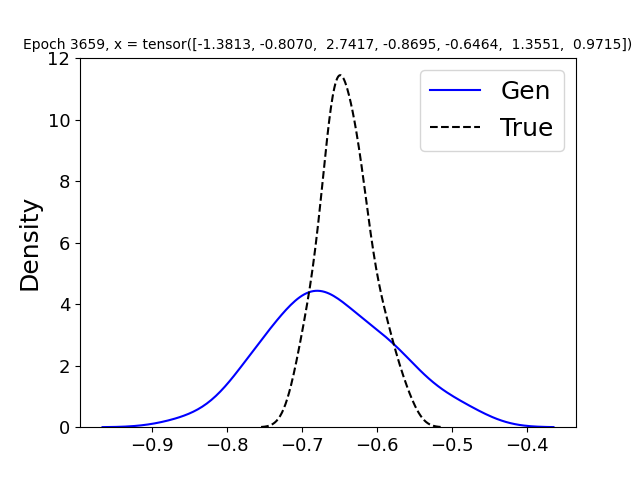 Epoch 3659, x = tensor([-1.3813, -0.8070,  2.7417, -0.8695, -0.6464,  1.3551,  0.9715])
12
10
8
6
4
2
0
Density
Gen
True
−0.9 −0.8 −0.7 −0.6 −0.5 −0.4